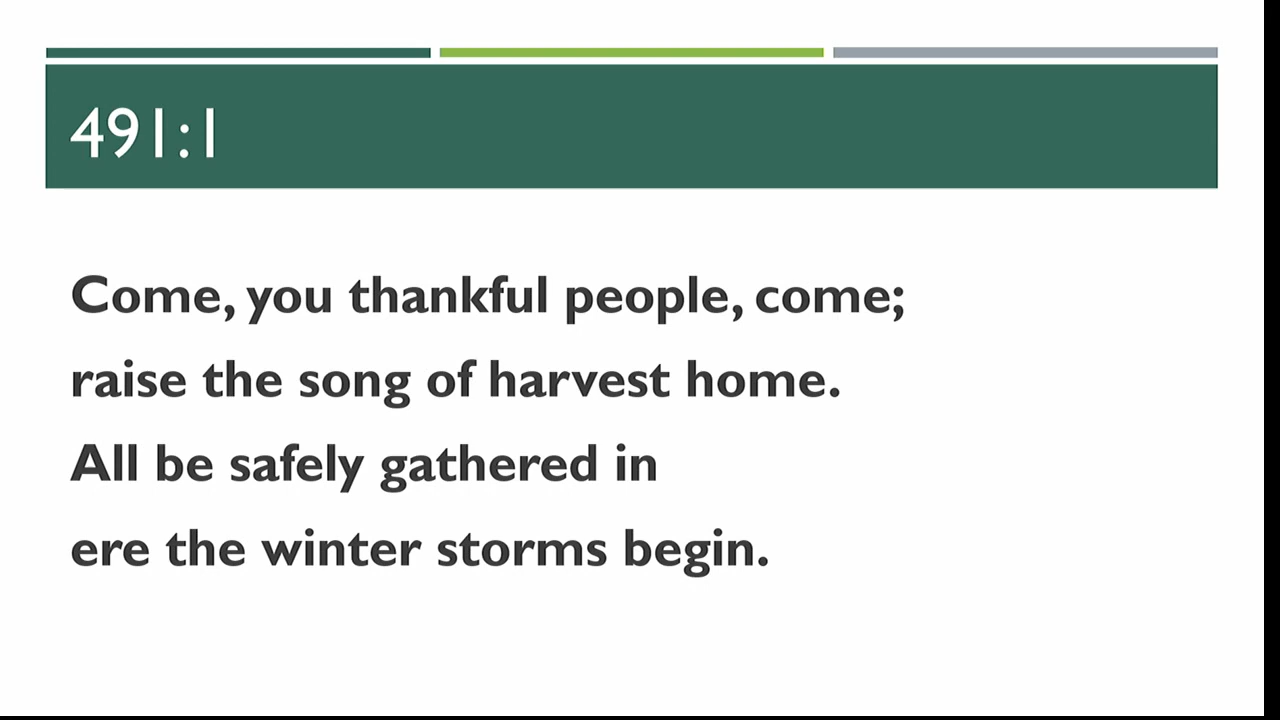 491:1
Come, you thankful people, come;
raise the song of harvest home.
All be safely gathered in
ere the winter storms begin.